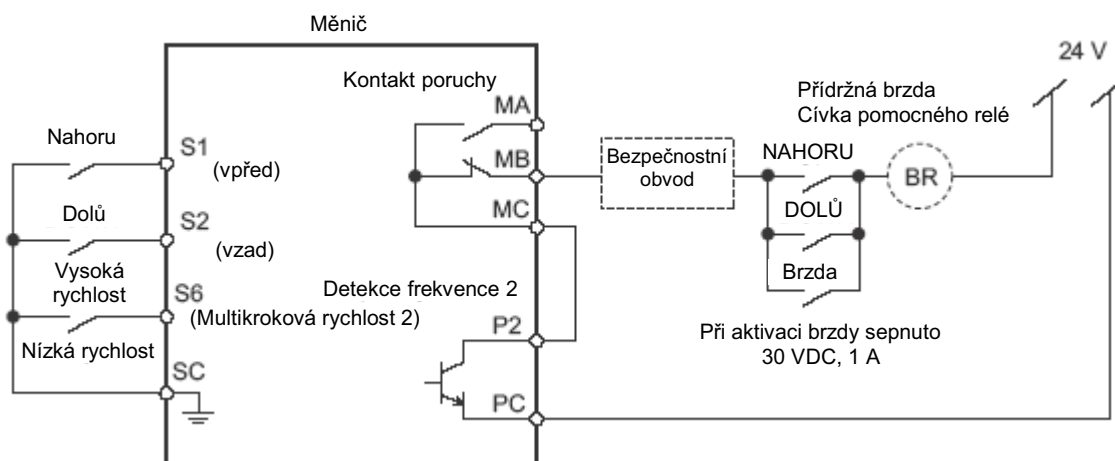 Měnič
24 V
Kontakt poruchy
Přídržná brzda
Cívka pomocného relé
MA
Nahoru
S1
(vpřed)
MB
Bezpečnostní
obvod
NAHORU
BR
MC
Dolů
S2
(vzad)
DOLŮ
Vysoká
rychlost
S6
(Multikroková rychlost 2)
Detekce frekvence 2
Brzda
P2
Nízká rychlost
Při aktivaci brzdy sepnuto
30 VDC, 1 A
SC
PC